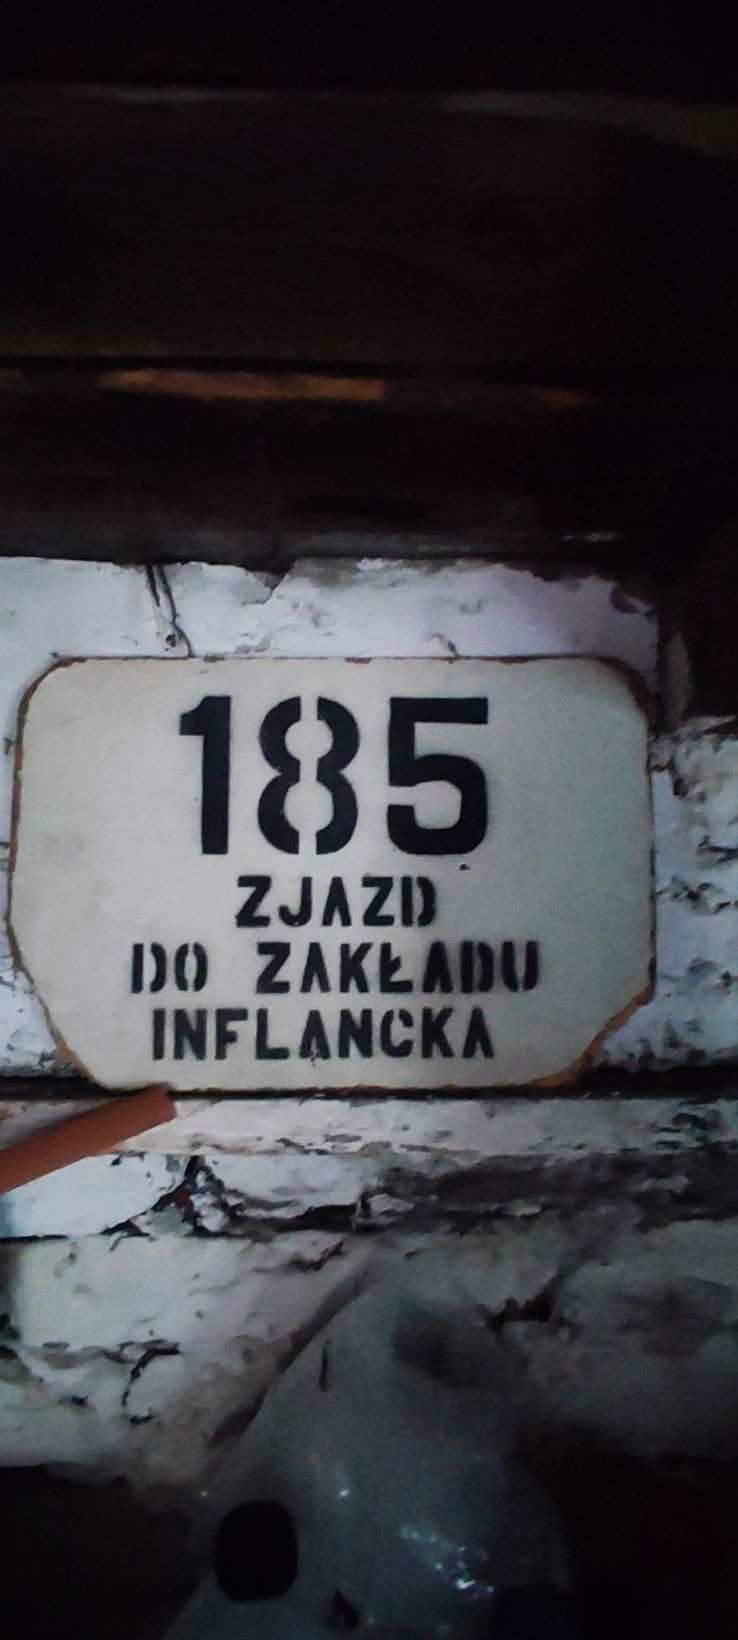 185
ZJAZD
DO ZAKŁADU
INFLANCKA